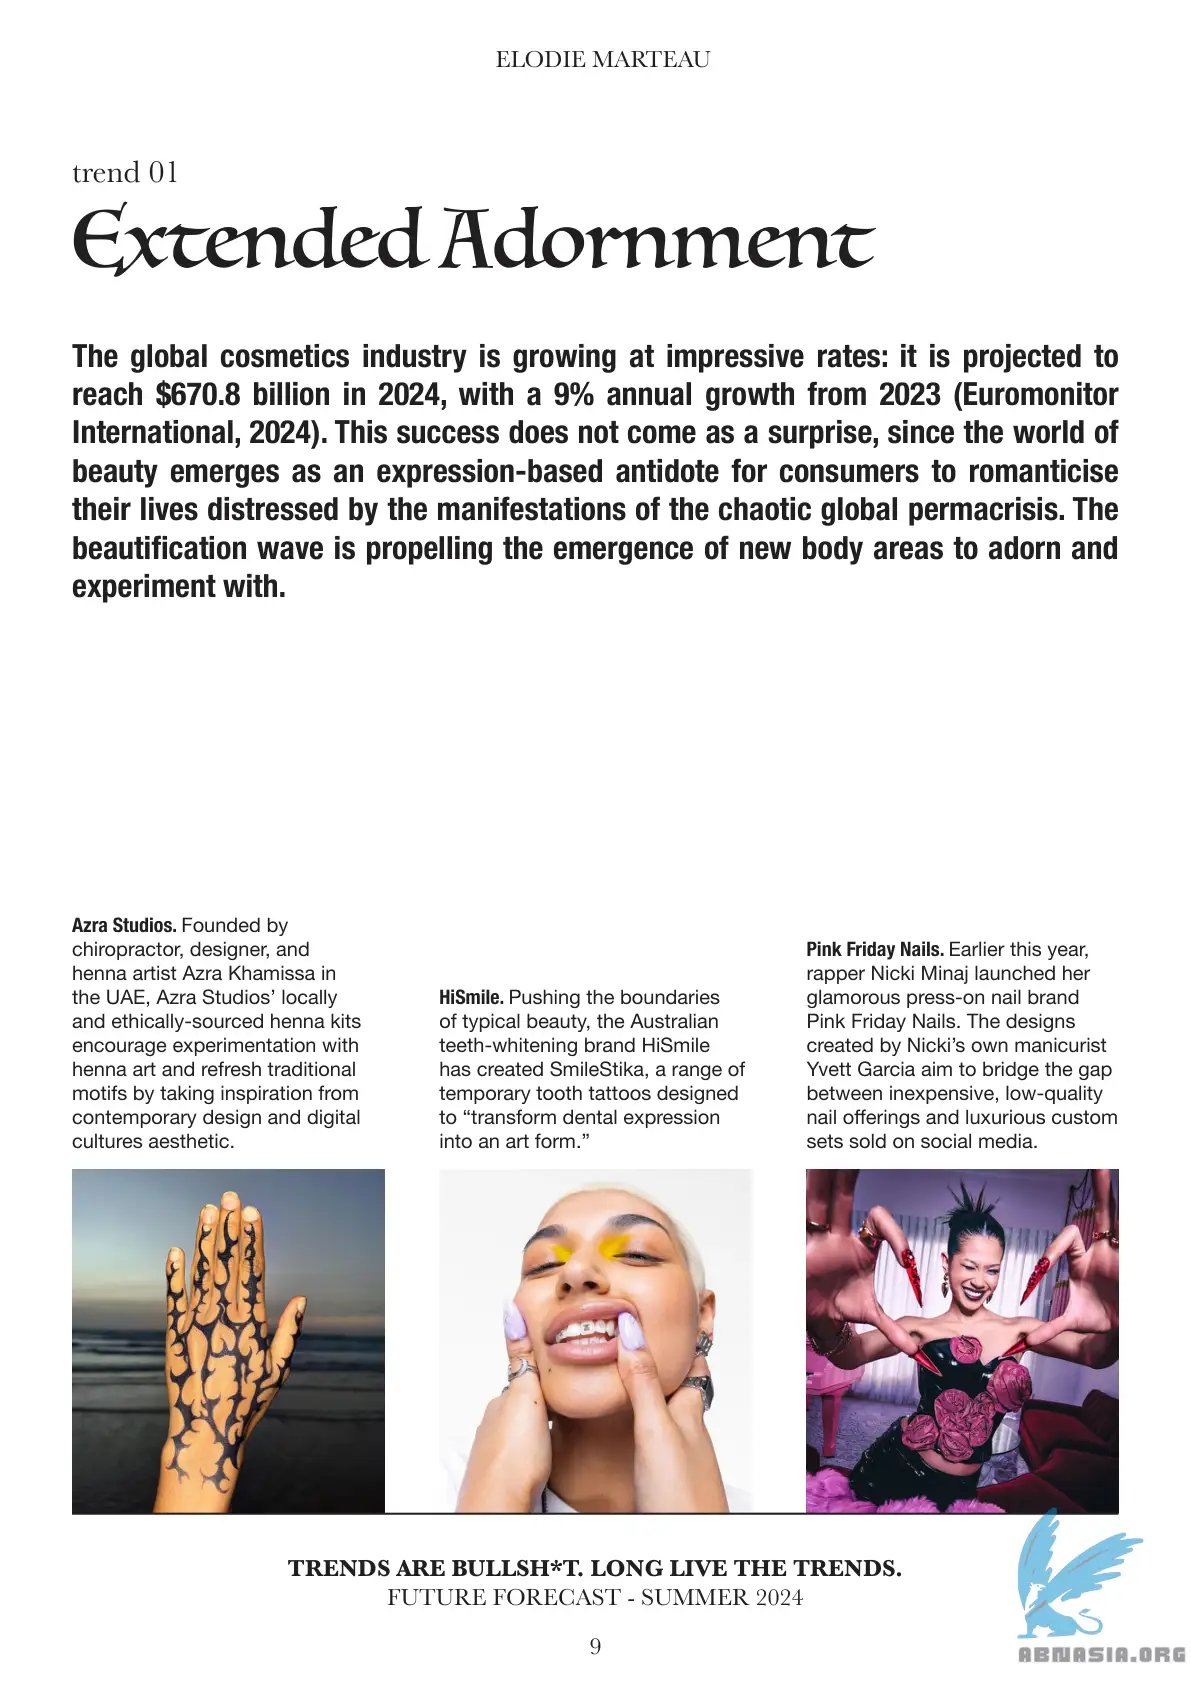 ELODIE MARTEAU
trend 01
Extended Adornment
The global cosmetics industry is growing at impressive rates: it is projected to
reach $670.8 billion in 2024, with a 9% annual growth from 2023 (Euromonitor
International, 2024). This success does not come as a surprise, since the world of
beauty emerges as an expression-based antidote for consumers to romanticise
their lives distressed by the manifestations of the chaotic global permacrisis. The
beautification wave is propelling the emergence of new body areas to adorn and
experiment with.
Azra Studios. Founded by
chiropractor, designer, and
henna artist Azra Khamissa in
the UAE, Azra Studios’ locally
and ethically-sourced henna kits
encourage experimentation with
henna art and refresh traditional
motifs by taking inspiration from
contemporary design and digital
cultures aesthetic.
HiSmile. Pushing the boundaries
of typical beauty, the Australian
teeth-whitening brand HiSmile
has created SmileStika, a range of
temporary tooth tattoos designed
to “transform dental expression
into an art form.”
Pink Friday Nails. Earlier this year,
rapper Nicki Minaj launched her
glamorous press-on nail brand
Pink Friday Nails. The designs
created by Nicki’s own manicurist
Yvett Garcia aim to bridge the gap
between inexpensive, low-quality
nail offerings and luxurious custom
sets sold on social media.
TRENDS ARE BULLSH*T. LONG LIVE THE TRENDS.
FUTURE FORECAST - SUMMER 2024
9
ABNASIA.ORG